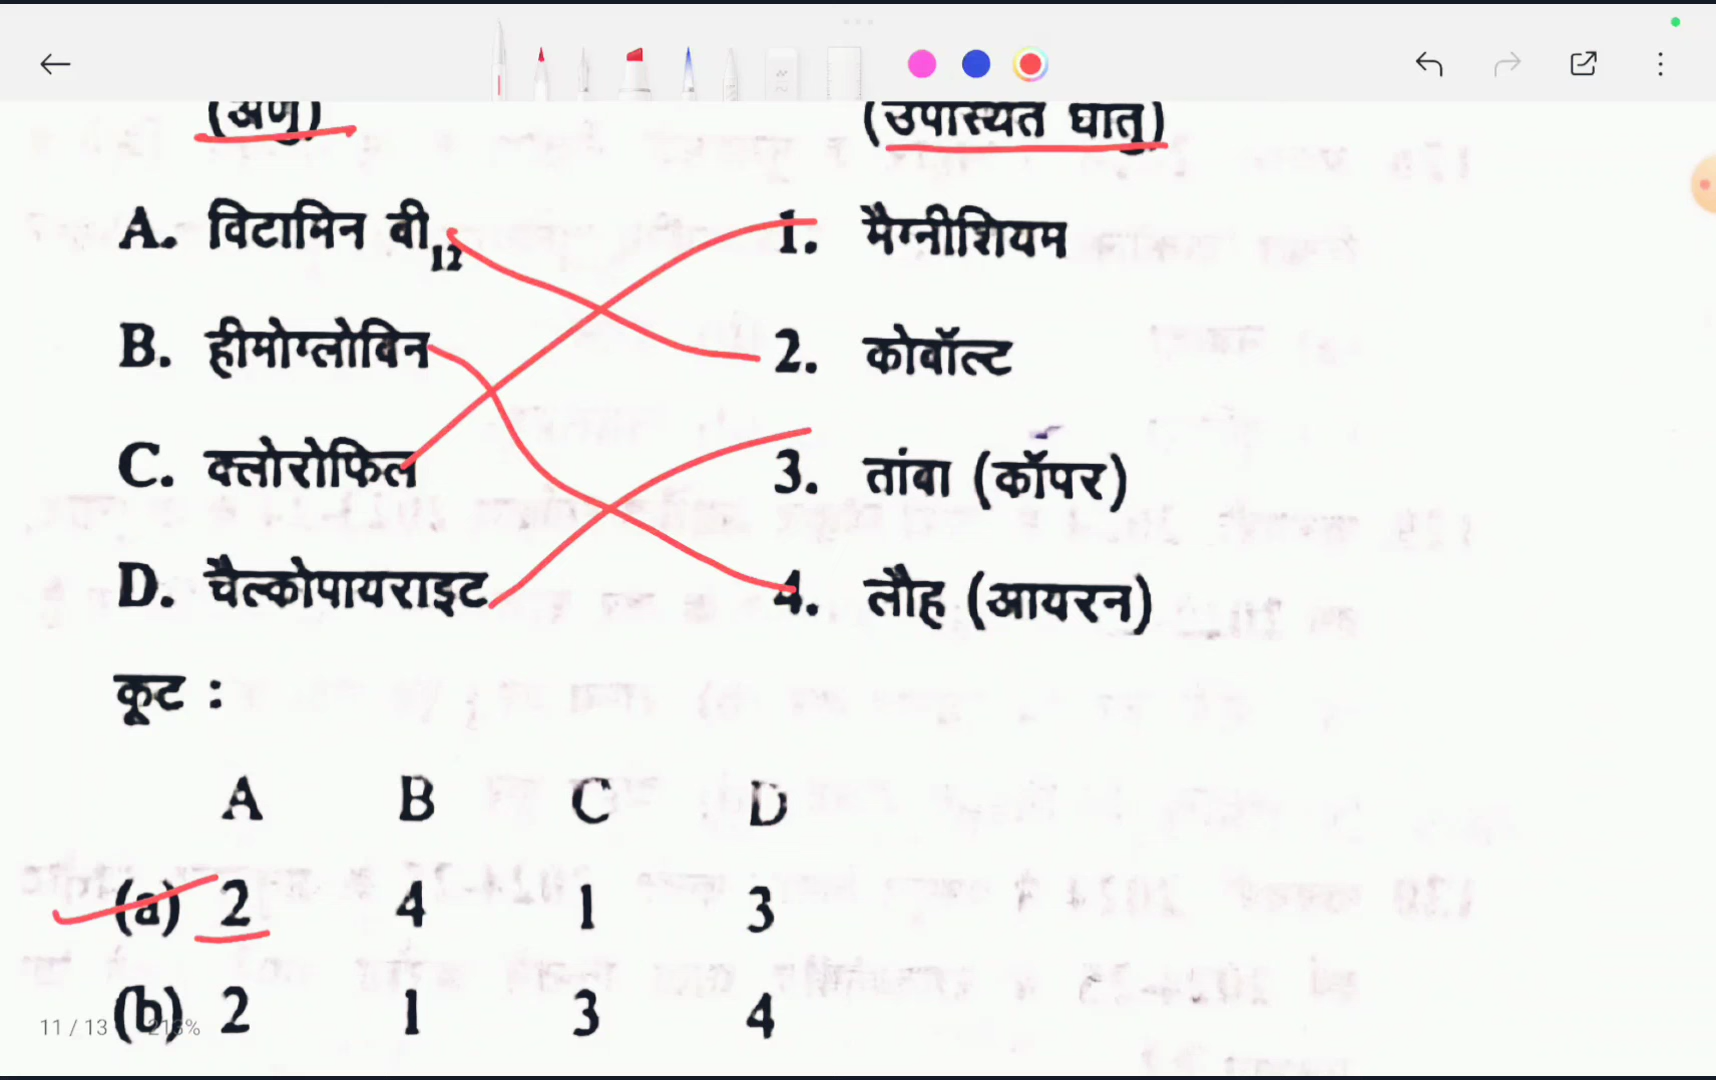 (अणु) (उपस्थित धातु)
A. विटामिन बी12 1. मैग्नीशियम
B. हीमोग्लोबिन 2. कोबॉल्ट
C. क्लोरोफिल 3. तांबा (कॉपर)
D. चैल्कोपायराइट 4. लौह (आयरन)
कूट :
A B C D
(a) 2 4 1 3
(b) 2 1 3 4
11 / 13 213%